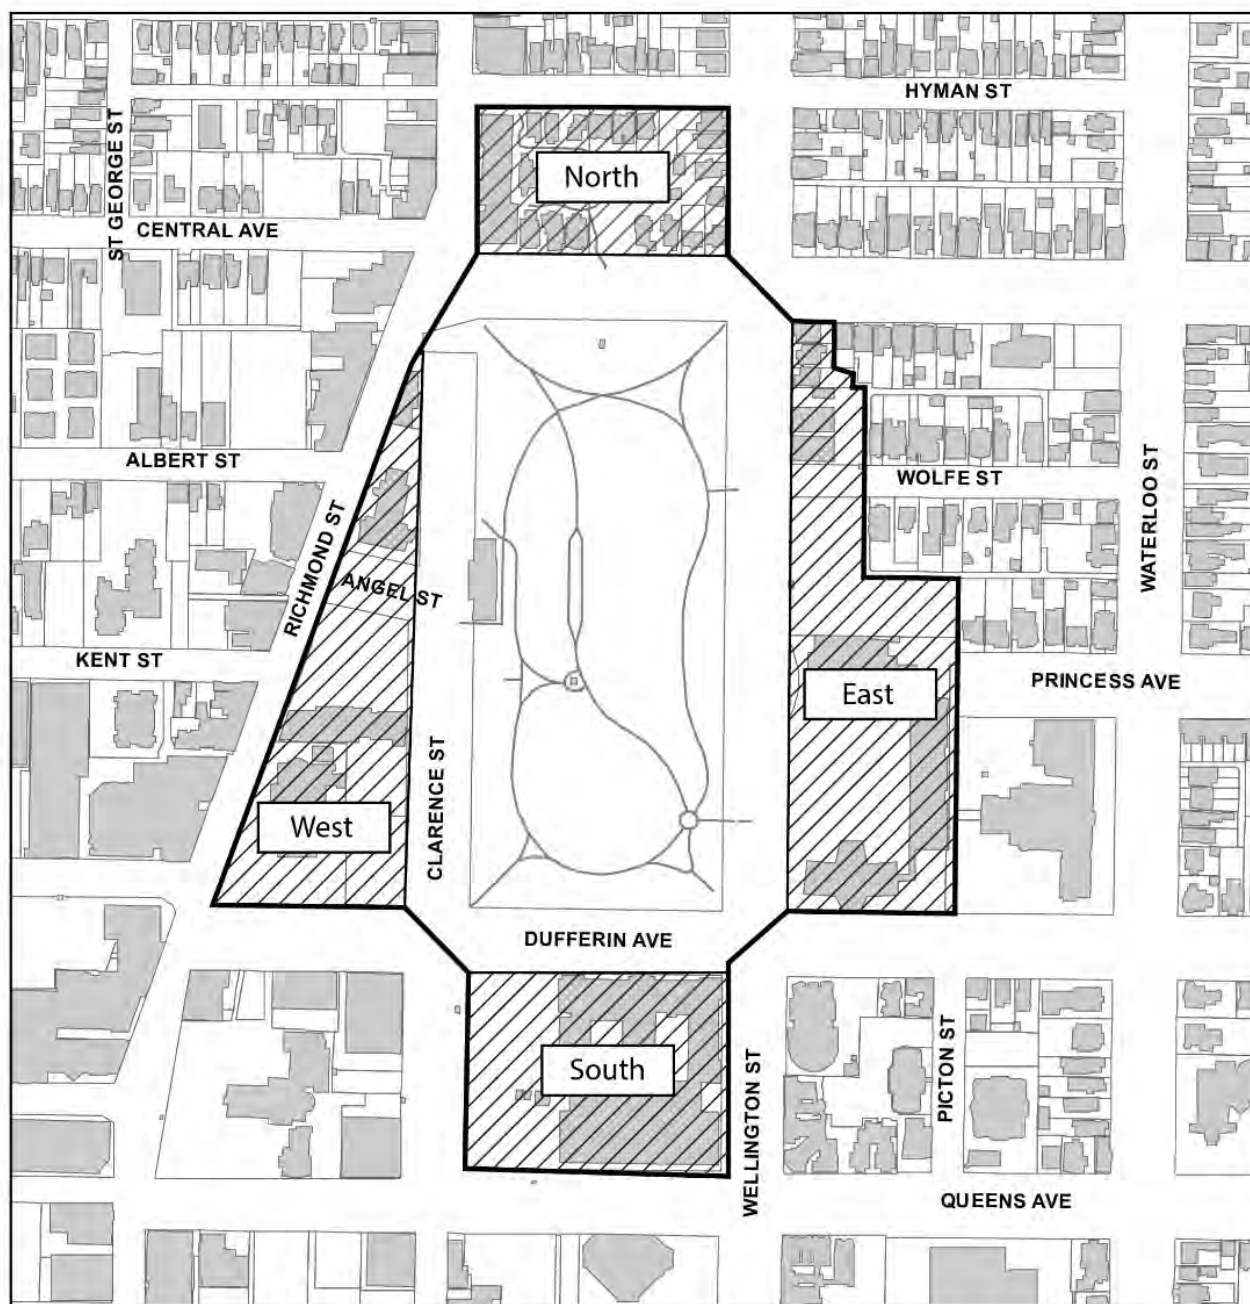 HYMAN ST
ST GEORGE ST
North
CENTRAL AVE
ALBERT ST
WOLFE ST
WATERLOO ST
RICHMOND ST
ANGEL ST
KENT ST
PRINCESS AVE
East
CLARENCE ST
West
DUFFERIN AVE
South
PICTON ST
WELLINGTON ST
QUEENS AVE